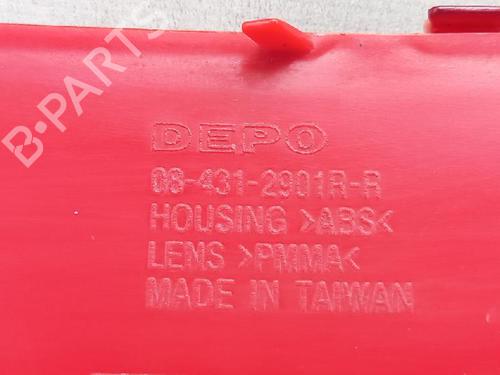 B-PARTS
DEPO
08-431-2901R-R
HOUSING >ABS<
LENS >PMMA<
MADE IN TAIWAN